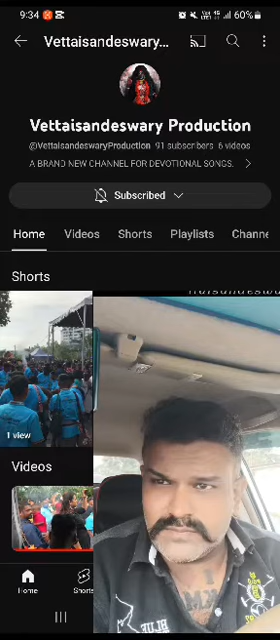 9:34
60%
Vettaisandeswary...
Vettaisandeswary Production
@VettaisandeswaryProduction 91 subscribers 6 videos
A BRAND NEW CHANNEL FOR DEVOTIONAL SONGS.
Subscribed
Home Videos Shorts Playlists Channe
Shorts
1 view
Videos
Home Shorts
BLUE